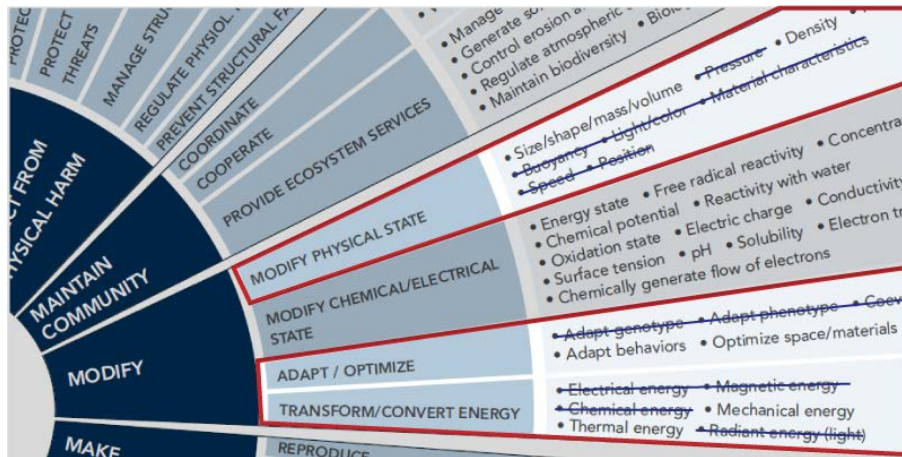 PROTECT
THREATS
MANAGE
REGULATE PHYSIOL.
PREVENT STRUCTURAL
COORDINATE
COOPERATE
PROVIDE ECOSYSTEM SERVICES
• Manage
• Generate
• Control erosion
• Regulate atmospheric
• Maintain biodiversity •
PHYSICAL HARM
MAINTAIN
COMMUNITY
MODIFY
MAKE
MODIFY PHYSICAL STATE
• Size/shape/mass/volume • Pressure • Density •
• Buoyancy • Light/color • Material characteristics
• Speed • Position
MODIFY CHEMICAL/ELECTRICAL
STATE
• Energy state • Free radical reactivity •
• Chemical potential • Reactivity with water
• Oxidation state • Electric charge • Conductivity
• Surface tension • pH • Solubility • Electron
• Chemically generate flow of electrons
ADAPT / OPTIMIZE
• Adapt genotype • Adapt phenotype •
• Adapt behaviors • Optimize space/materials
TRANSFORM/CONVERT ENERGY
• Electrical energy • Magnetic energy
• Chemical energy • Mechanical energy
• Thermal energy • Radiant energy (light)
REPRODUCE